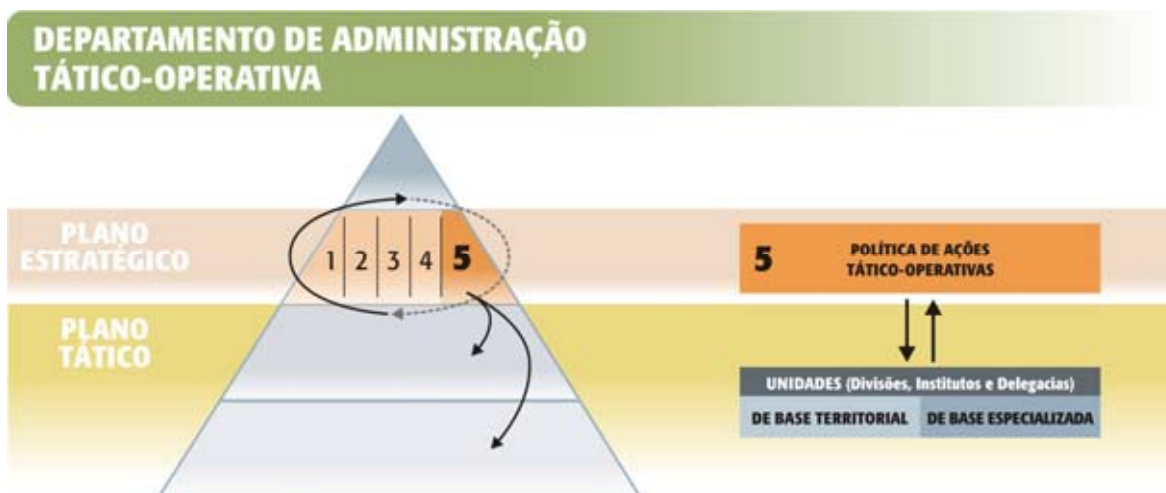 DEPARTAMENTO DE ADMINISTRAÇÃO
TÁTICO-OPERATIVA
PLANO
ESTRATÉGICO
1 2 3 4 5
5 POLÍTICA DE AÇÕES
TÁTICO-OPERATIVAS
PLANO
TÁTICO
UNIDADES (Divisões, Institutos e Delegacias)
DE BASE TERRITORIAL DE BASE ESPECIALIZADA